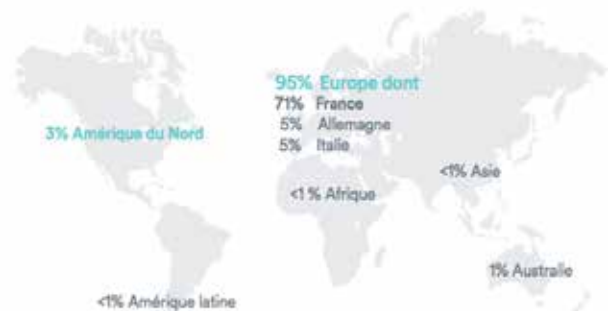 95% Europe dont
71% France
5% Allemagne
5% Italie
3% Amérique du Nord
<1% Asie
<1 % Afrique
1% Australie
<1% Amérique latine